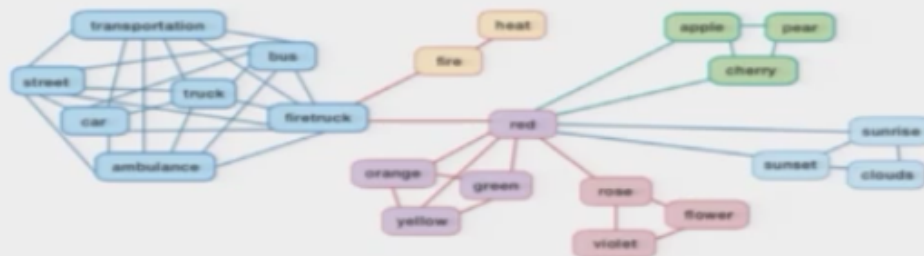 transportation
heat
apple
pear
bus
fire
cherry
street
truck
car
firetruck
red
sunrise
ambulance
orange
green
sunset
clouds
rose
yellow
flower
violet